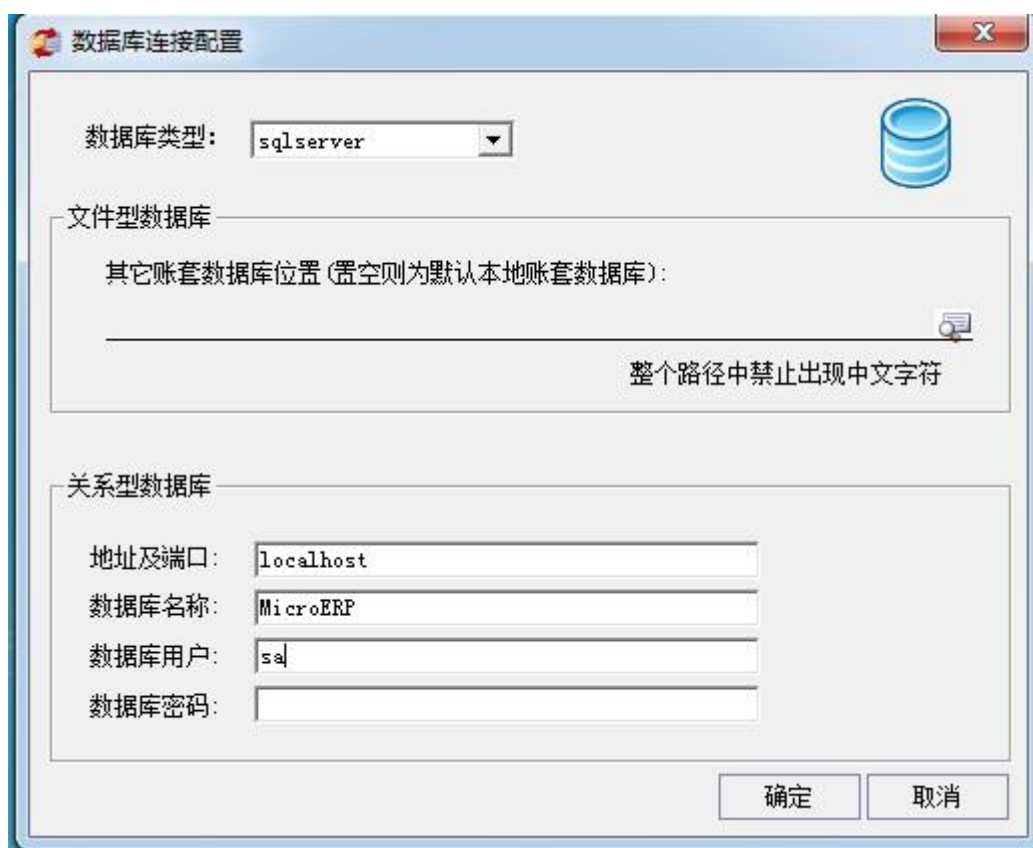 数据库连接配置
数据库类型: sqlserver
文件型数据库
其它账套数据库位置(置空则为默认本地账套数据库):
整个路径中禁止出现中文字符
关系型数据库
地址及端口: localhost
数据库名称: MicroERP
数据库用户: sa
数据库密码:
确定 取消